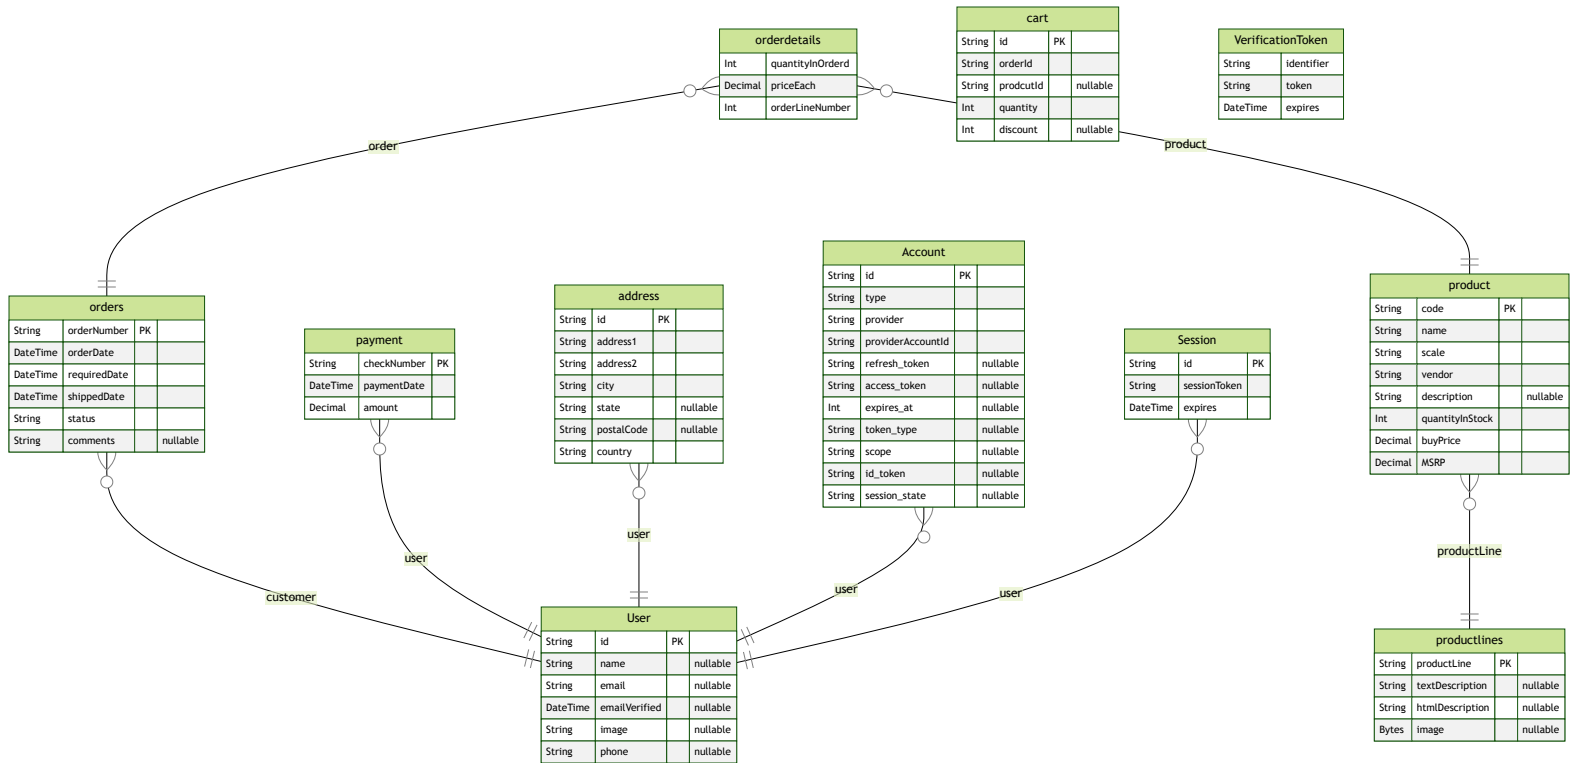 orderdetails
Int quantityInOrderd
Decimal priceEach
Int orderLineNumber
cart
String id PK
String orderId
String prodcutId nullable
Int quantity
Int discount nullable
VerificationToken
String identifier
String token
DateTime expires
order
product
orders
String orderNumber PK
DateTime orderDate
DateTime requiredDate
DateTime shippedDate
String status
String comments nullable
payment
String checkNumber PK
DateTime paymentDate
Decimal amount
address
String id PK
String address1
String address2
String city
String state nullable
String postalCode nullable
String country
Account
String id PK
String type
String provider
String providerAccountId
String refresh_token nullable
String access_token nullable
Int expires_at nullable
String token_type nullable
String scope nullable
String id_token nullable
String session_state nullable
Session
String id PK
String sessionToken
DateTime expires
product
String code PK
String name
String scale
String vendor
String description nullable
Int quantityInStock
Decimal buyPrice
Decimal MSRP
customer
user
user
user
user
productLine
User
String id PK
String name nullable
String email nullable
DateTime emailVerified nullable
String image nullable
String phone nullable
productlines
String productLine PK
String textDescription nullable
String htmlDescription nullable
Bytes image nullable